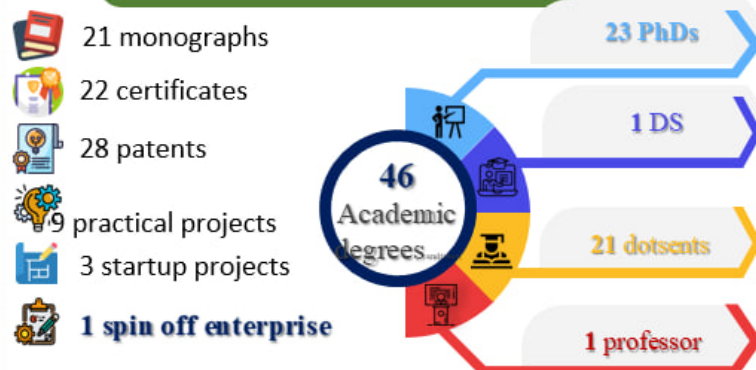 21 monographs
22 certificates
28 patents
9 practical projects
3 startup projects
1 spin off enterprise
46
Academic
degrees
23 PhDs
1 DS
21 dotsents
1 professor